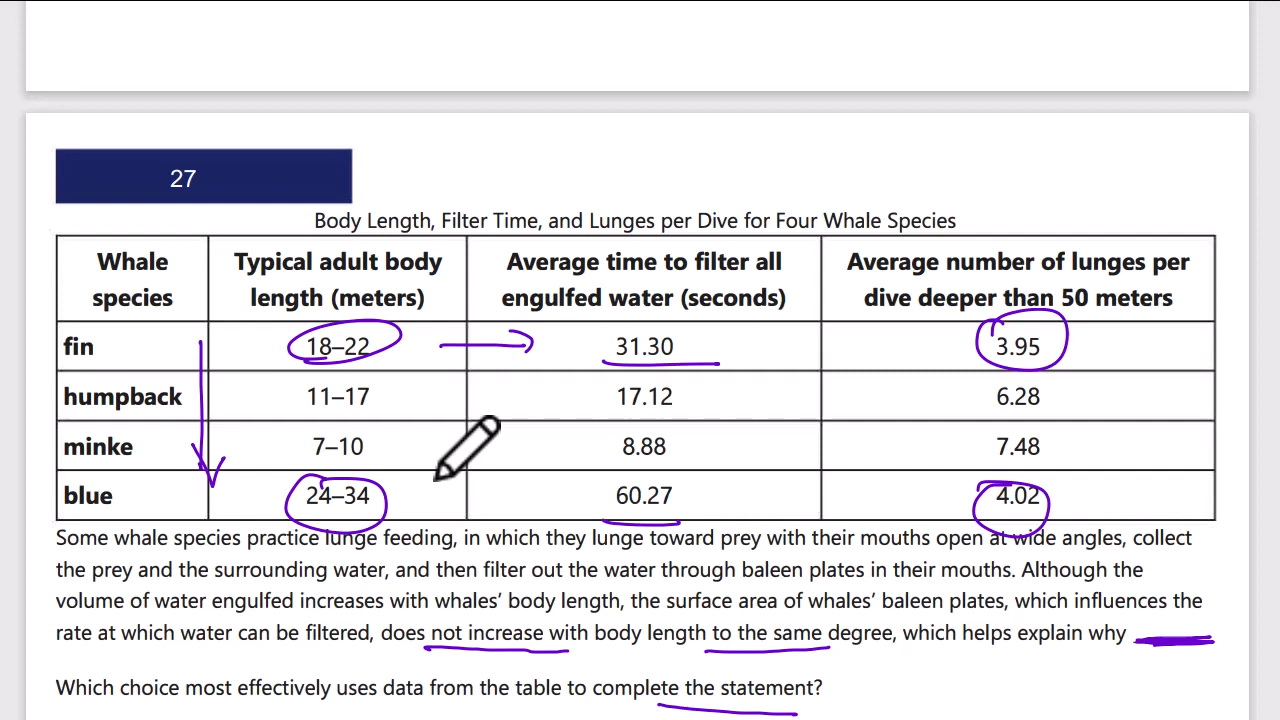 27
Body Length, Filter Time, and Lunges per Dive for Four Whale Species
Whale species | Typical adult body length (meters) | Average time to filter all engulfed water (seconds) | Average number of lunges per dive deeper than 50 meters
fin | 18–22 | 31.30 | 3.95
humpback | 11–17 | 17.12 | 6.28
minke | 7–10 | 8.88 | 7.48
blue | 24–34 | 60.27 | 4.02
Some whale species practice lunge feeding, in which they lunge toward prey with their mouths open at wide angles, collect
the prey and the surrounding water, and then filter out the water through baleen plates in their mouths. Although the
volume of water engulfed increases with whales’ body length, the surface area of whales’ baleen plates, which influences the
rate at which water can be filtered, does not increase with body length to the same degree, which helps explain why
Which choice most effectively uses data from the table to complete the statement?